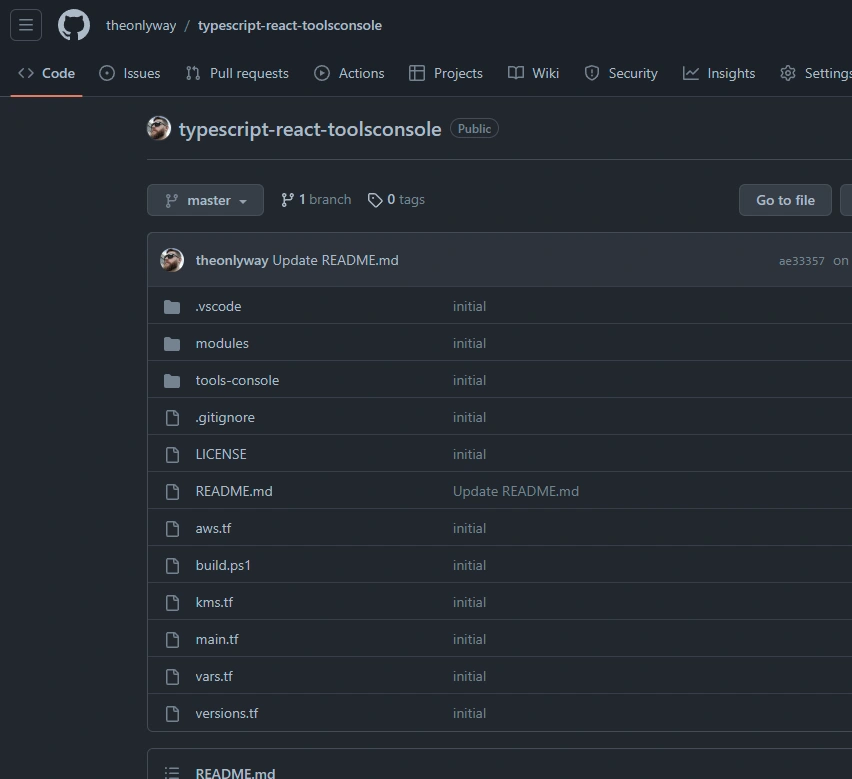 theonlyway / typescript-react-toolsconsole
Code Issues Pull requests Actions Projects Wiki Security Insights Settings
typescript-react-toolsconsole Public
master 1 branch 0 tags Go to file
theonlyway Update README.md ae33357 on
.vscode initial
modules initial
tools-console initial
.gitignore initial
LICENSE initial
README.md Update README.md
aws.tf initial
build.ps1 initial
kms.tf initial
main.tf initial
vars.tf initial
versions.tf initial
README.md